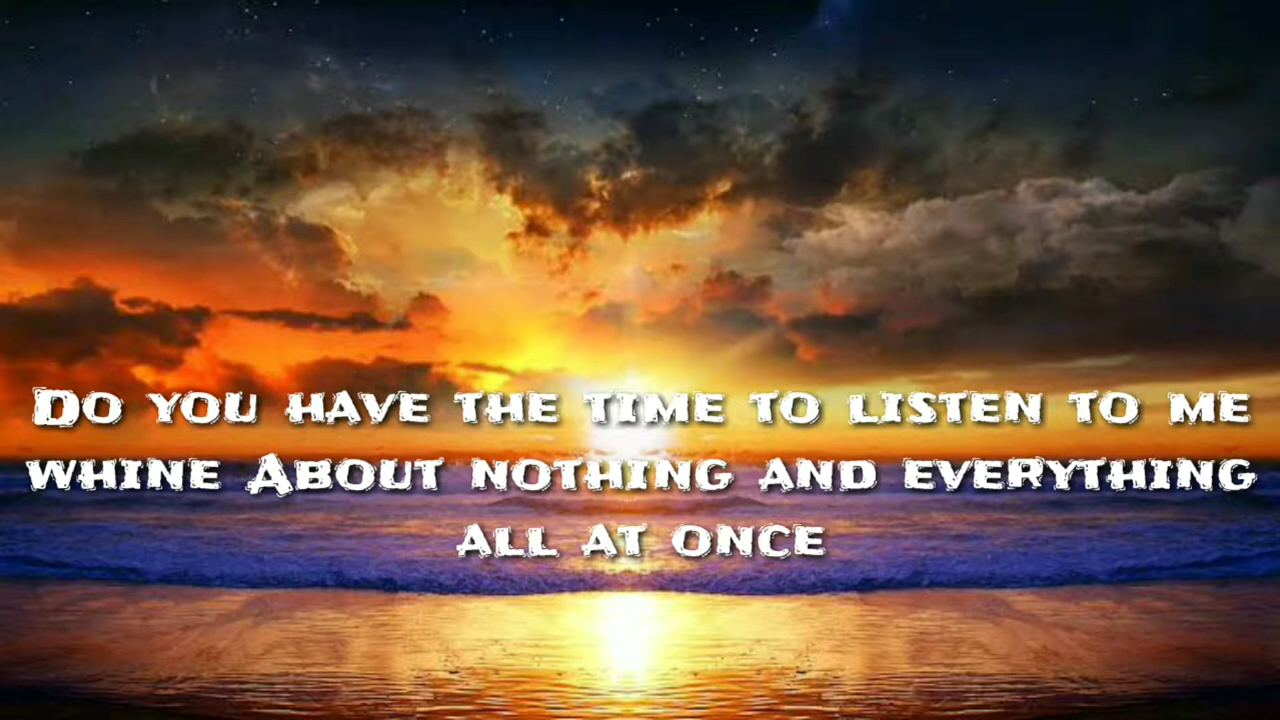 Do you have the time to listen to me
whine About nothing and everything
all at once